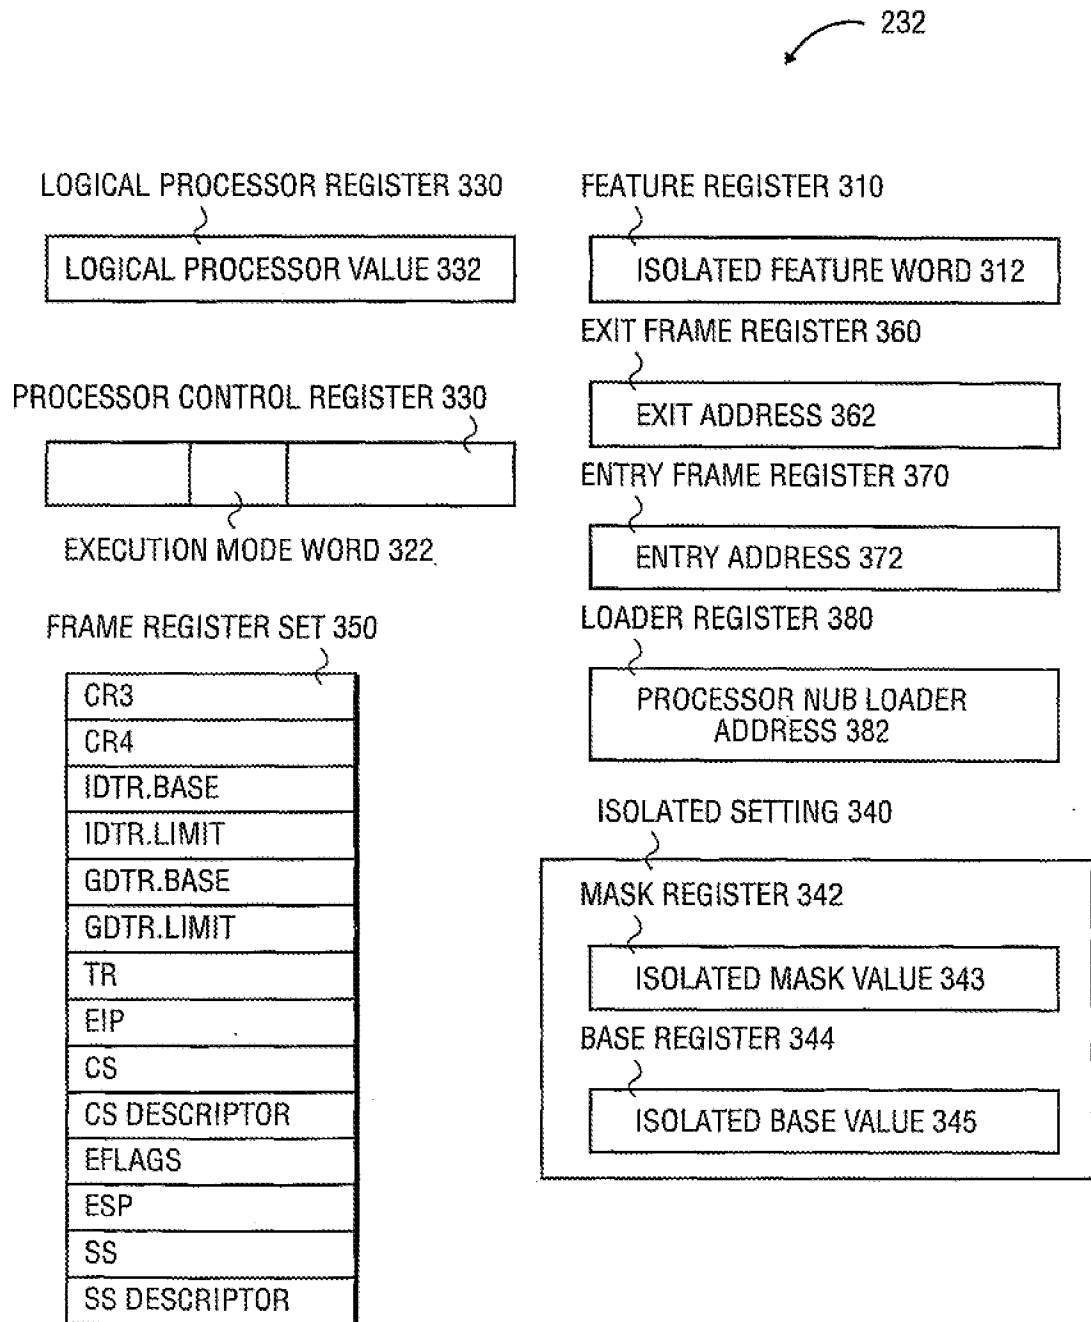 232
LOGICAL PROCESSOR REGISTER 330
LOGICAL PROCESSOR VALUE 332
PROCESSOR CONTROL REGISTER 330
EXECUTION MODE WORD 322
FRAME REGISTER SET 350
CR3
CR4
IDTR.BASE
IDTR.LIMIT
GDTR.BASE
GDTR.LIMIT
TR
EIP
CS
CS DESCRIPTOR
EFLAGS
ESP
SS
SS DESCRIPTOR
FEATURE REGISTER 310
ISOLATED FEATURE WORD 312
EXIT FRAME REGISTER 360
EXIT ADDRESS 362
ENTRY FRAME REGISTER 370
ENTRY ADDRESS 372
LOADER REGISTER 380
PROCESSOR NUB LOADER
ADDRESS 382
ISOLATED SETTING 340
MASK REGISTER 342
ISOLATED MASK VALUE 343
BASE REGISTER 344
ISOLATED BASE VALUE 345